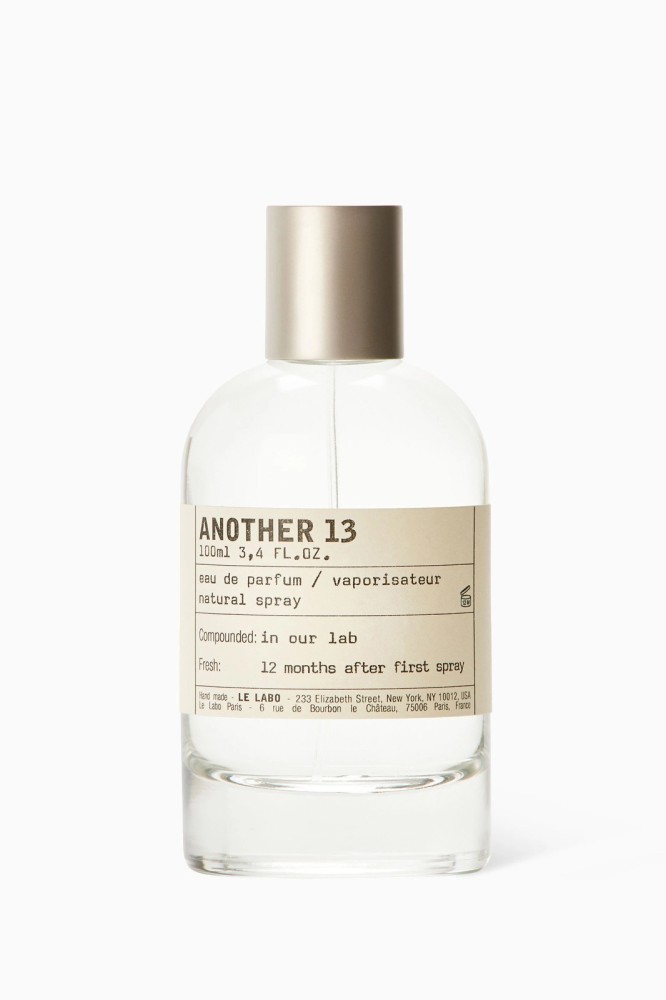 ANOTHER 13
100ml 3,4 FL.OZ.
eau de parfum / vaporisateur
natural spray
Compounded: in our lab
Fresh: 12 months after first spray
Hand made - LE LABO - 233 Elizabeth Street, New York, NY 10012, USA
Le Labo Paris - 6 rue de Bourbon le Château, 75006 Paris, France